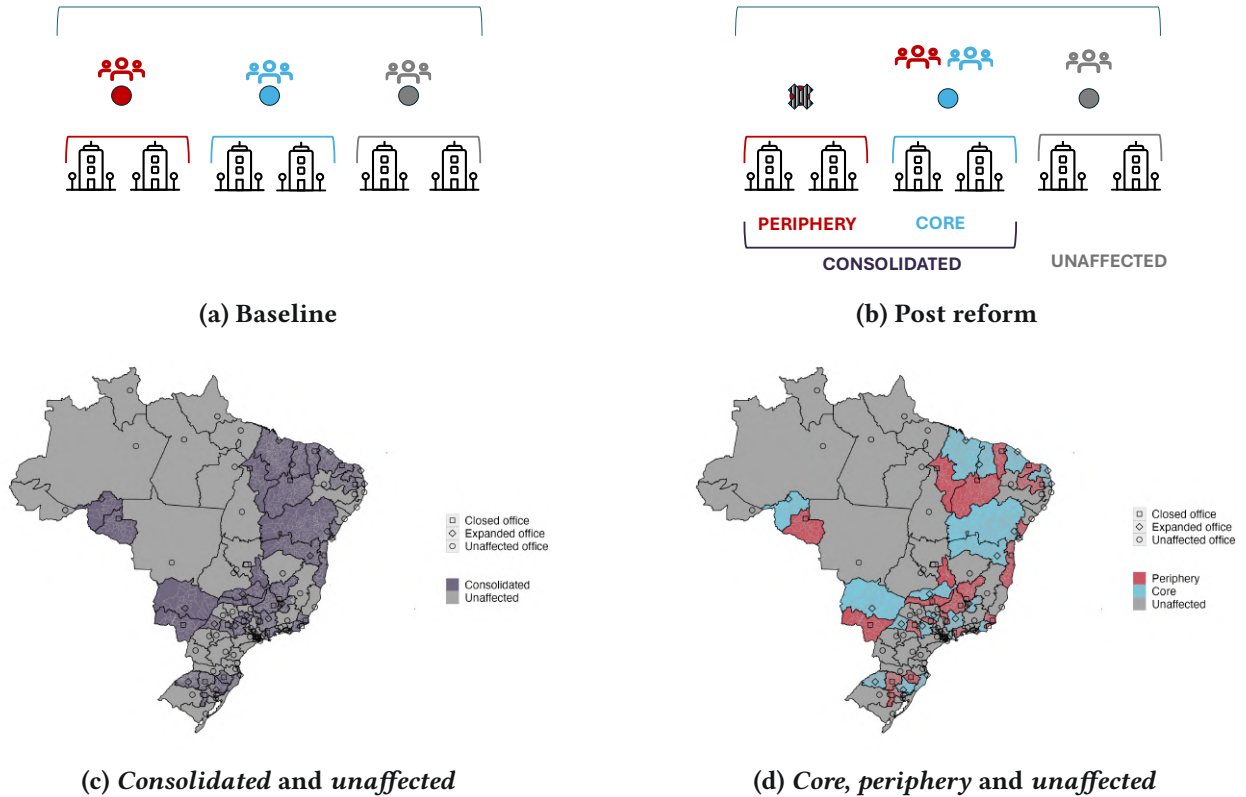 PERIPHERY
CORE
CONSOLIDATED
UNAFFECTED
(a) Baseline
(b) Post reform
Closed office
Expanded office
Unaffected office
Consolidated
Unaffected
Closed office
Expanded office
Unaffected office
Periphery
Core
Unaffected
(c) Consolidated and unaffected
(d) Core, periphery and unaffected